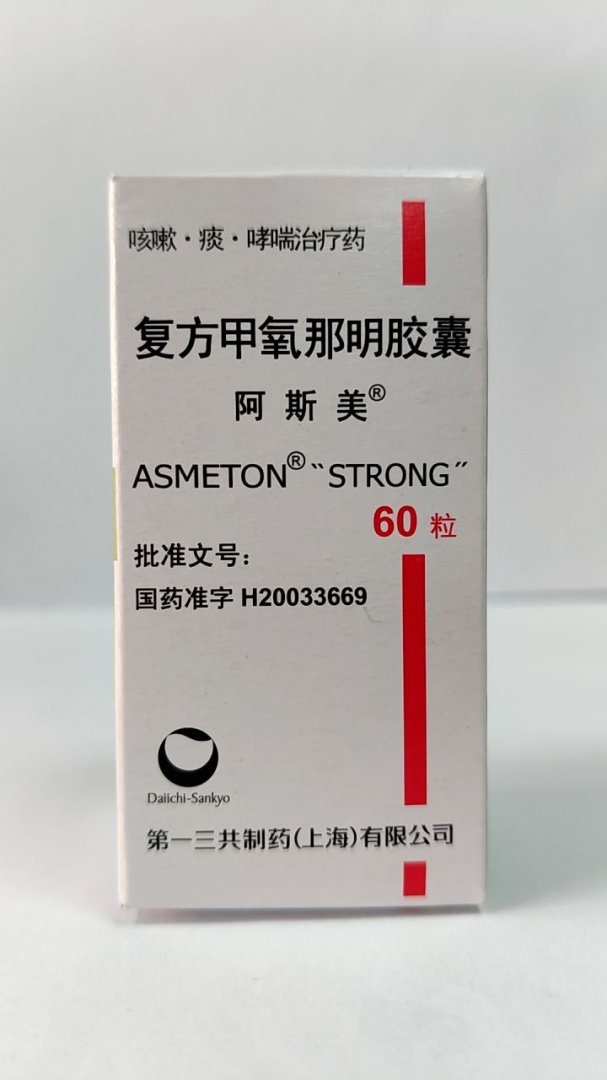 咳嗽·痰·哮喘治疗药
复方甲氧那明胶囊
阿斯美®
ASMETON® “STRONG”
60 粒
批准文号：
国药准字 H20033669
Daiichi-Sankyo
第一三共制药(上海)有限公司